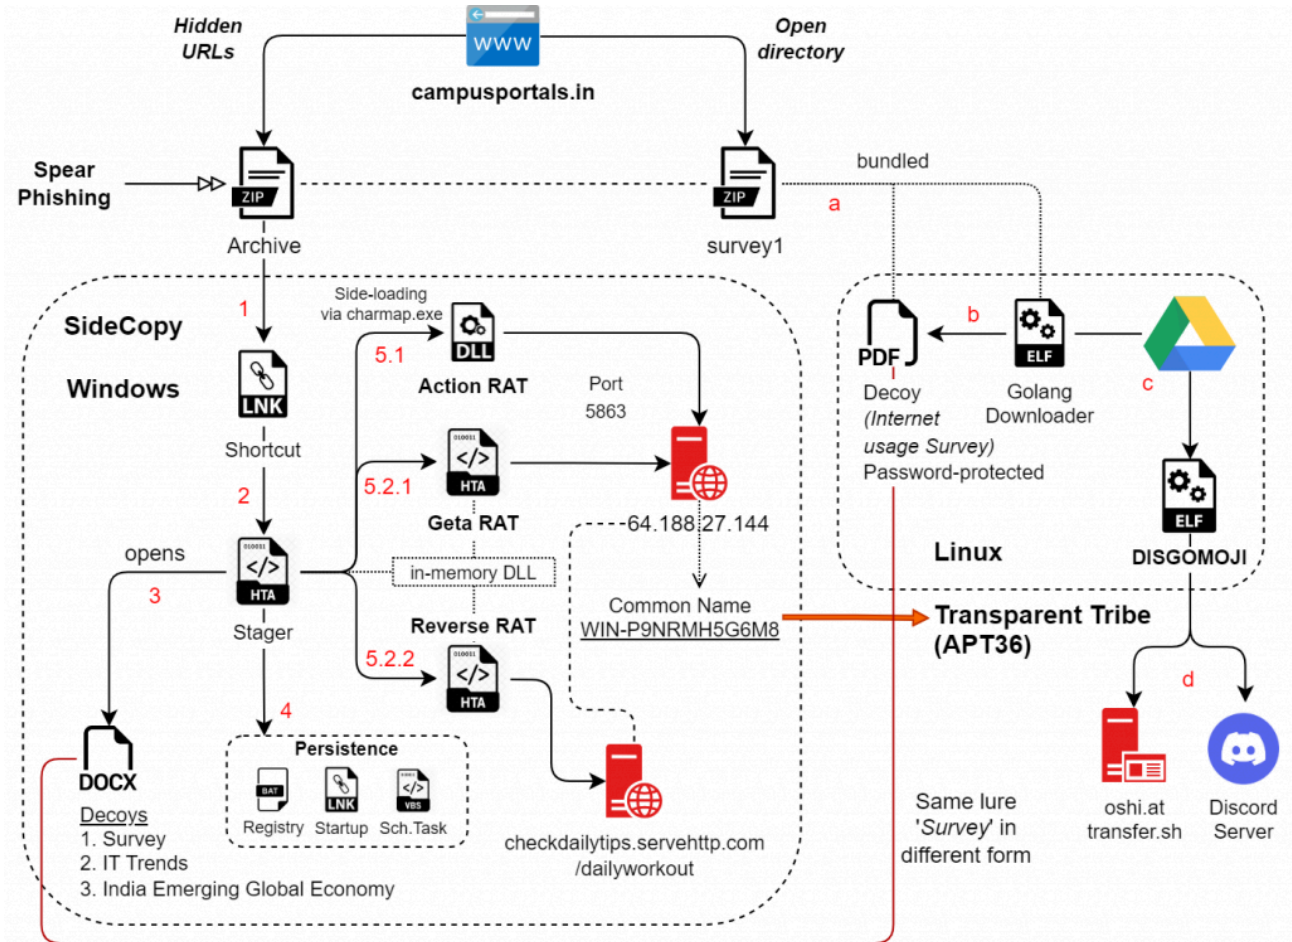 Hidden
URLs
Open
directory
WWW
campusportals.in
Spear
Phishing
ZIP
Archive
ZIP
survey1
bundled
a
1
SideCopy
Windows
LNK
Shortcut
2
Side-loading
via charmap.exe
5.1
DLL
Action RAT
Port
5863
010011
</>
HTA
5.2.1
Geta RAT
64.188.27.144
in-memory DLL
opens
3
010011
</>
HTA
Stager
Reverse RAT
5.2.2
010011
</>
HTA
Common Name
WIN-P9NRMH5G6M8
4
Persistence
BAT
Registry
LNK
Startup
</>
VBS
Sch.Task
DOCX
Decoys
1. Survey
2. IT Trends
3. India Emerging Global Economy
checkdailytips.servehttp.com
/dailyworkout
PDF
Decoy
(Internet
usage Survey)
Password-protected
b
ELF
Golang
Downloader
c
ELF
DISGOMOJI
Linux
Transparent Tribe
(APT36)
d
oshi.at
transfer.sh
Discord
Server
Same lure
'Survey' in
different form